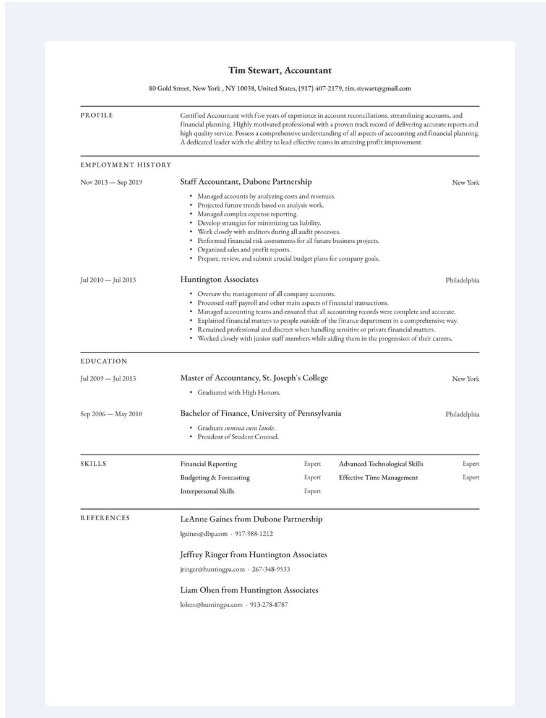 Tim Stewart, Accountant
80 Gold Street, New York , NY 10038, United States, (917) 407-2179, tim.stewart@gmail.com
PROFILE
Certified Accountant with five years of experience in account reconciliations, streamlining accounts, and
financial planning. Highly motivated professional with a proven track record of delivering accurate reports and
high quality service. Possess a comprehensive understanding of all aspects of accounting and financial planning.
A dedicated leader with the ability to lead effective teams in attaining profit improvement.
EMPLOYMENT HISTORY
Nov 2013 — Sep 2019 Staff Accountant, Dubone Partnership New York
• Managed accounts by analyzing costs and revenues.
• Projected future trends based on analysis work.
• Managed complex expense reporting.
• Develop strategies for minimizing tax liability.
• Work closely with auditors during all audit processes.
• Performed financial risk assessments for all future business projects.
• Organized sales and profit reports.
• Prepare, review, and submit crucial budget plans for company goals.
Jul 2010 — Jul 2013 Huntington Associates Philadelphia
• Oversaw the management of all company accounts.
• Processed staff payroll and other main aspects of financial transactions.
• Managed accounting teams and ensured that all accounting records were complete and accurate.
• Explained financial matters to people outside of the finance department in a comprehensive way.
• Remained professional and discreet when handling sensitive or private financial matters.
• Worked closely with junior staff members while aiding them in the progression of their careers.
EDUCATION
Jul 2009 — Jul 2013 Master of Accountancy, St. Joseph's College New York
• Graduated with High Honors.
Sep 2006 — May 2010 Bachelor of Finance, University of Pennsylvania Philadelphia
• Graduate summa cum laude.
• President of Student Counsel.
SKILLS Financial Reporting Expert Advanced Technological Skills Expert
Budgeting & Forecasting Expert Effective Time Management Expert
Interpersonal Skills Expert
REFERENCES
LeAnne Gaines from Dubone Partnership
lgaines@dbp.com · 917-988-1212
Jeffrey Ringer from Huntington Associates
jringer@huntingpa.com · 267-348-9533
Liam Olsen from Huntington Associates
lolsen@huntingpa.com · 913-278-8787